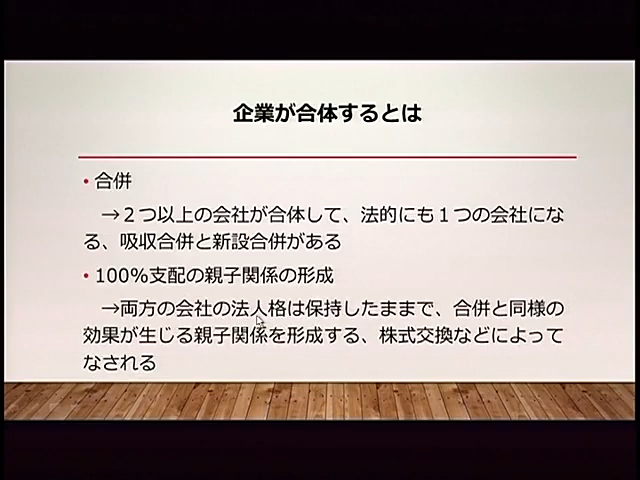 企業が合体するとは
• 合併
→２つ以上の会社が合体して、法的にも１つの会社にな
る、吸収合併と新設合併がある
• 100%支配の親子関係の形成
→両方の会社の法人格は保持したままで、合併と同様の
効果が生じる親子関係を形成する、株式交換などによって
なされる